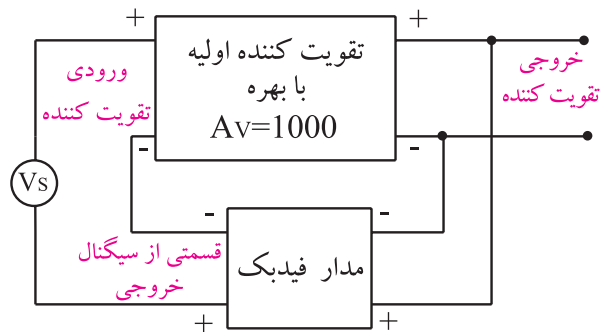 +
+
تقویت کننده اولیه
با بهره
Av=1000
ورودی
تقویت کننده
خروجی
تقویت کننده
-
-
Vs
-
-
قسمتی از سیگنال
خروجی
مدار فیدبک
+
+